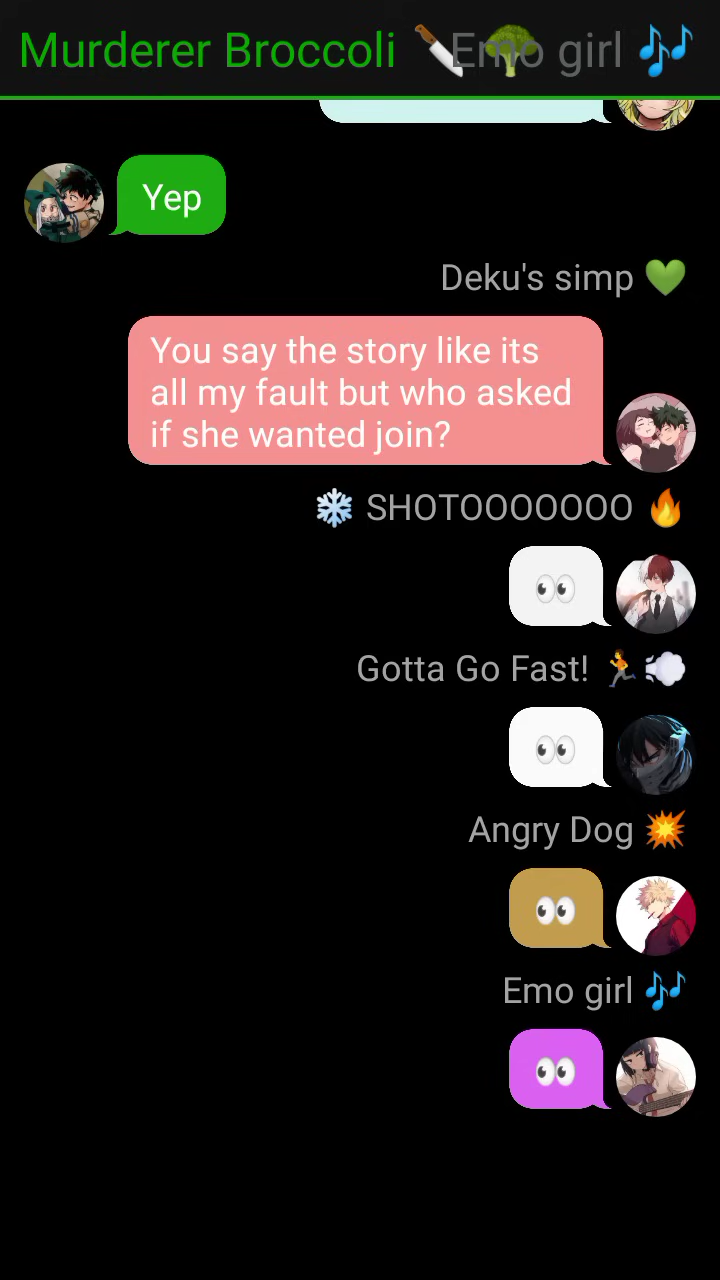 Murderer Broccoli 🔪🥦 Emo girl 🎶
Yep
Deku's simp 💚
You say the story like its
all my fault but who asked
if she wanted join?
❄️ SHOTOOOOOOO 🔥
👀
Gotta Go Fast! 🏃💨
👀
Angry Dog 💥
👀
Emo girl 🎶
👀